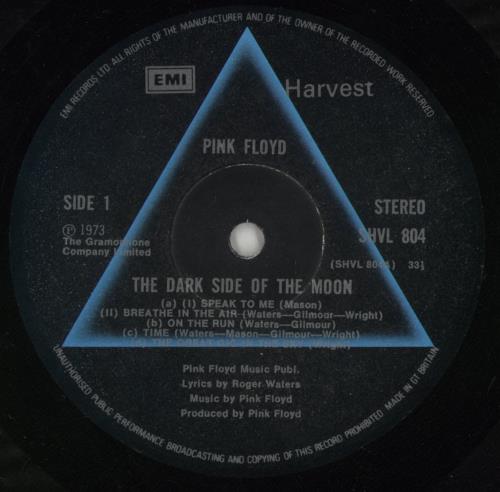 EMI RECORDS LTD. ALL RIGHTS OF THE MANUFACTURER AND OF THE OWNER OF THE RECORDED WORK RESERVED
EMI
Harvest
PINK FLOYD
SIDE 1
STEREO
Ⓟ 1973
SHVL 804
The Gramophone
Company Limited
(SHVL 804A) 33⅓
THE DARK SIDE OF THE MOON
(a) (I) SPEAK TO ME (Mason)
(II) BREATHE IN THE AIR (Waters—Gilmour—Wright)
(b) ON THE RUN (Waters—Gilmour)
(c) TIME (Waters—Mason—Gilmour—Wright)
Pink Floyd Music Publ.
Lyrics by Roger Waters
Music by Pink Floyd
Produced by Pink Floyd
UNAUTHORISED PUBLIC PERFORMANCE BROADCASTING AND COPYING OF THIS RECORD PROHIBITED. MADE IN GT BRITAIN